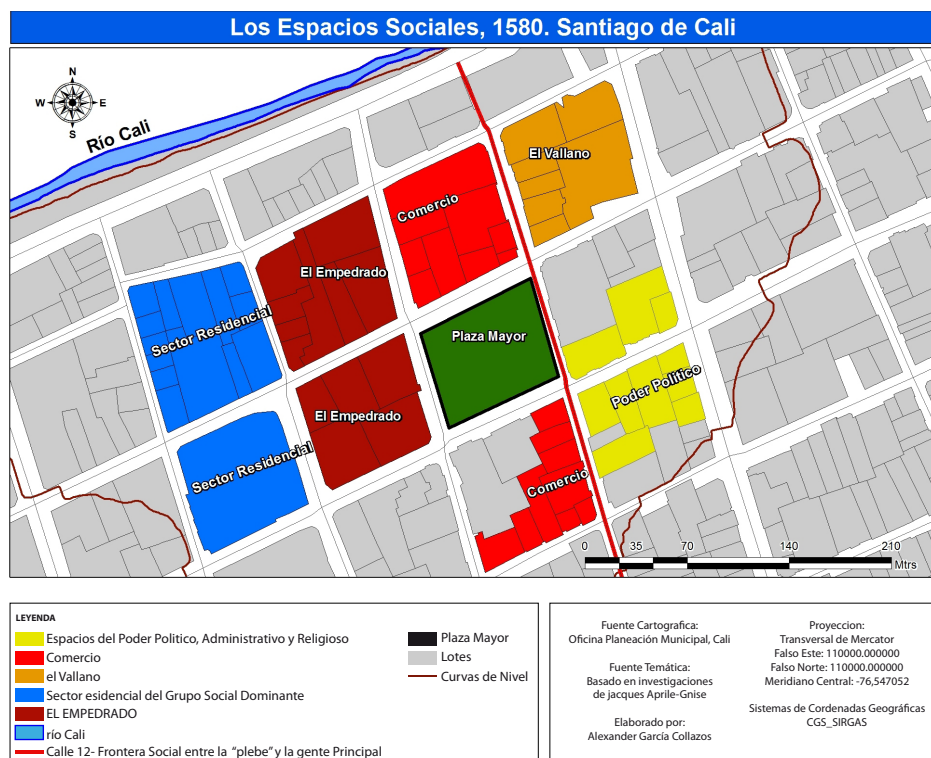 Los Espacios Sociales, 1580. Santiago de Cali
N
W
E
S
Río Cali
El Vallano
Comercio
El Empedrado
Sector Residencial
Plaza Mayor
Poder Politico
El Empedrado
Sector Residencial
Comercio
0 35 70 140 210
Mtrs
LEYENDA
Espacios del Poder Politico, Administrativo y Religioso
Comercio
el Vallano
Sector esidencial del Grupo Social Dominante
EL EMPEDRADO
río Cali
Calle 12- Frontera Social entre la "plebe" y la gente Principal
Plaza Mayor
Lotes
Curvas de Nivel
Fuente Cartografica:
Oficina Planeación Municipal, Cali
Fuente Temática:
Basado en investigaciones
de jacques Aprile-Gnise
Elaborado por:
Alexander García Collazos
Proyeccion:
Transversal de Mercator
Falso Este: 110000.000000
Falso Norte: 110000.000000
Meridiano Central: -76,547052
Sistemas de Cordenadas Geográficas
CGS_SIRGAS